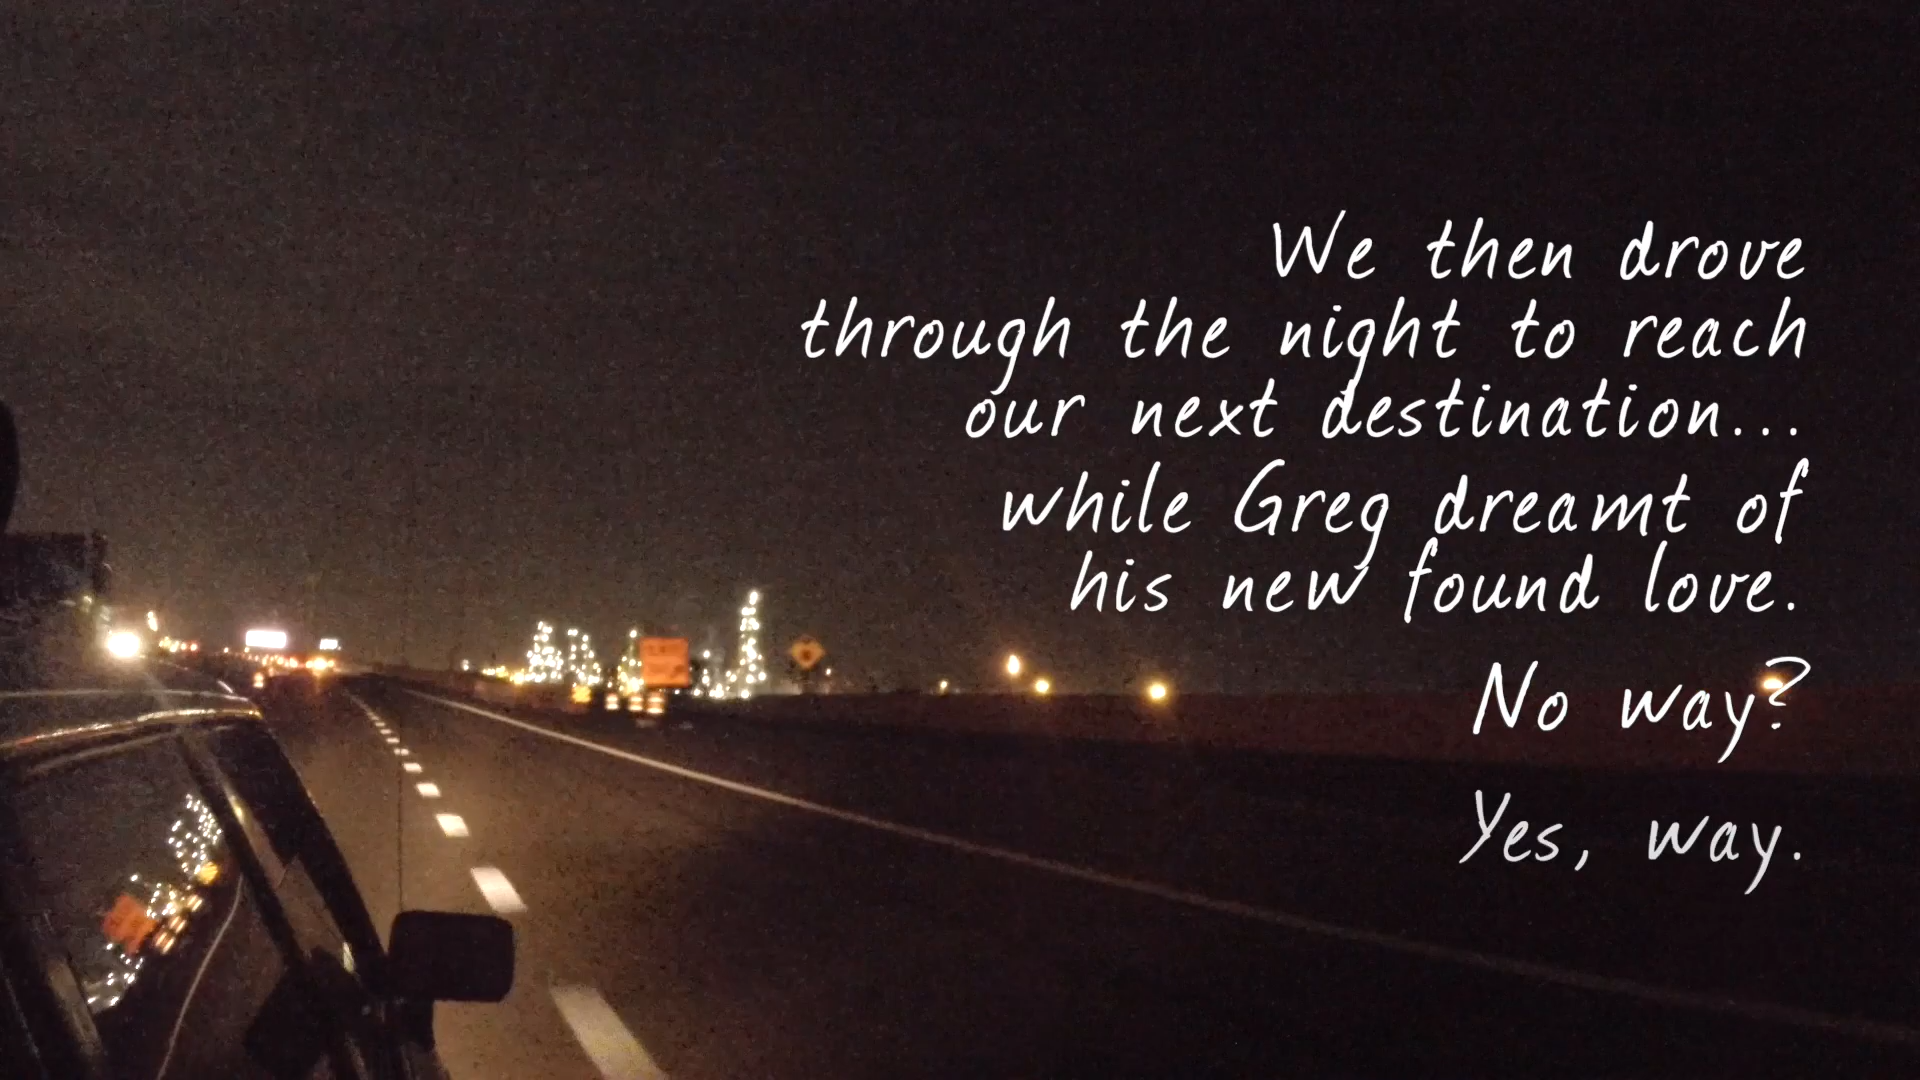 We then drove
through the night to reach
our next destination...
while Greg dreamt of
his new found love.
No way?
Yes, way.